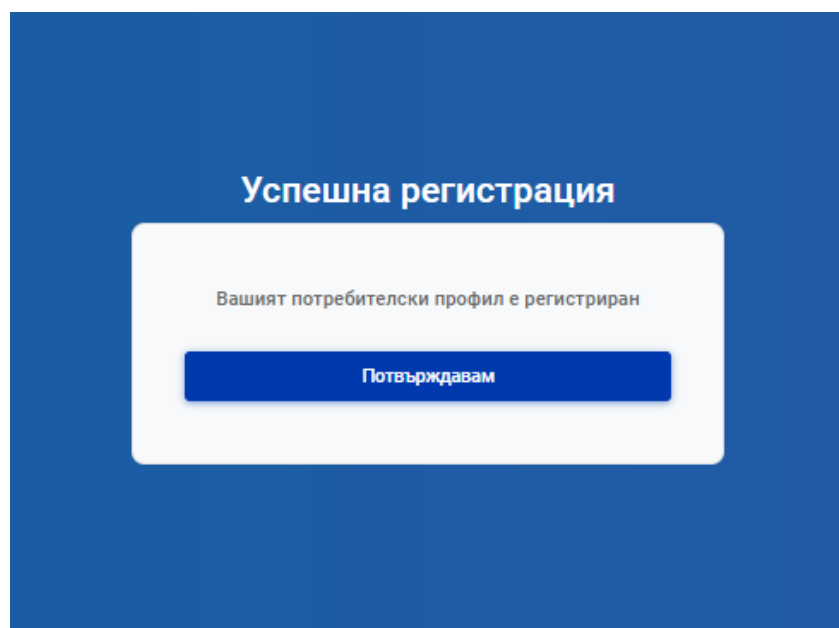 Успешна регистрация
Вашият потребителски профил е регистриран
Потвърждавам